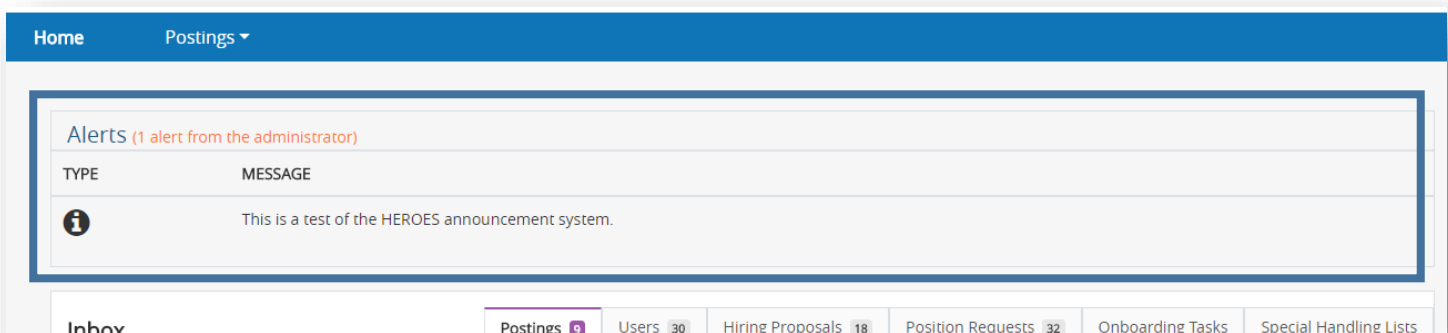 Home Postings
Alerts (1 alert from the administrator)
TYPE MESSAGE
This is a test of the HEROES announcement system.
Inbox Postings 9 Users 30 Hiring Proposals 18 Position Requests 32 Onboarding Tasks Special Handling Lists